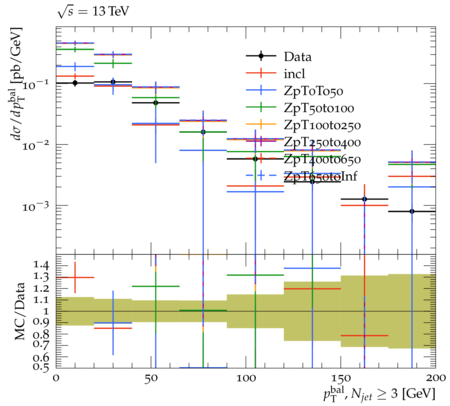 √s = 13 TeV
dσ/dp_T^bal [pb/GeV]
10^−1
10^−2
10^−3
Data
incl
ZpT0To50
ZpT50to100
ZpT100to250
ZpT250to400
ZpT400to650
ZpT650toInf
MC/Data
1.4
1.3
1.2
1.1
1
0.9
0.8
0.7
0.6
0.5
0 50 100 150 200
p_T^bal, N_jet ≥ 3 [GeV]